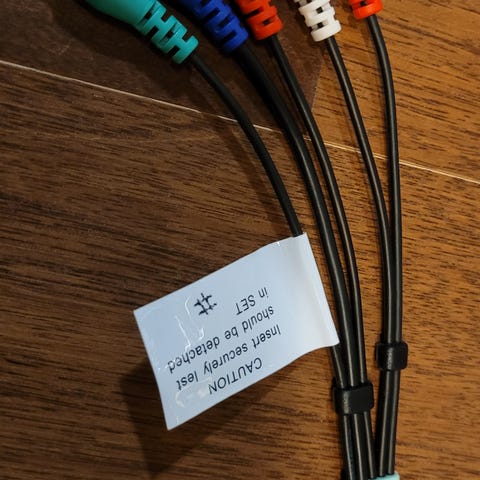 CAUTION
Insert securely lest
should be detached
in SET
#